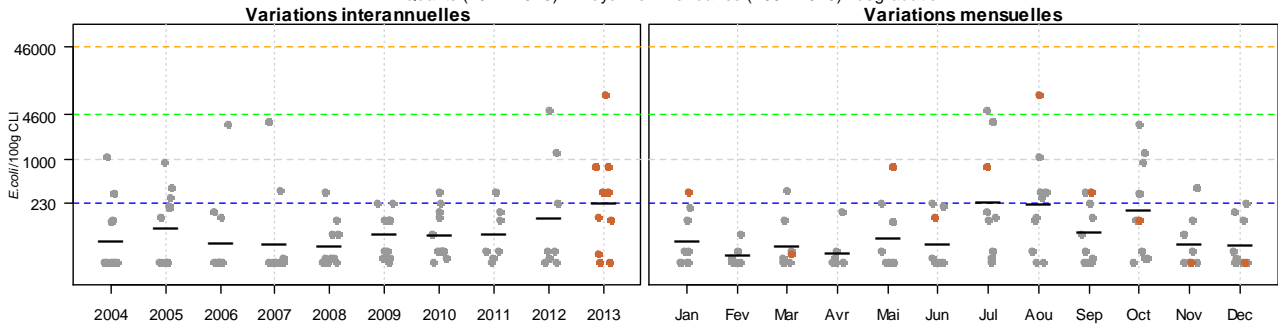 Variations interannuelles
Variations mensuelles
E.coli/100g CLI
46000
4600
1000
230
2004 2005 2006 2007 2008 2009 2010 2011 2012 2013
Jan Fev Mar Avr Mai Jun Jul Aou Sep Oct Nov Dec